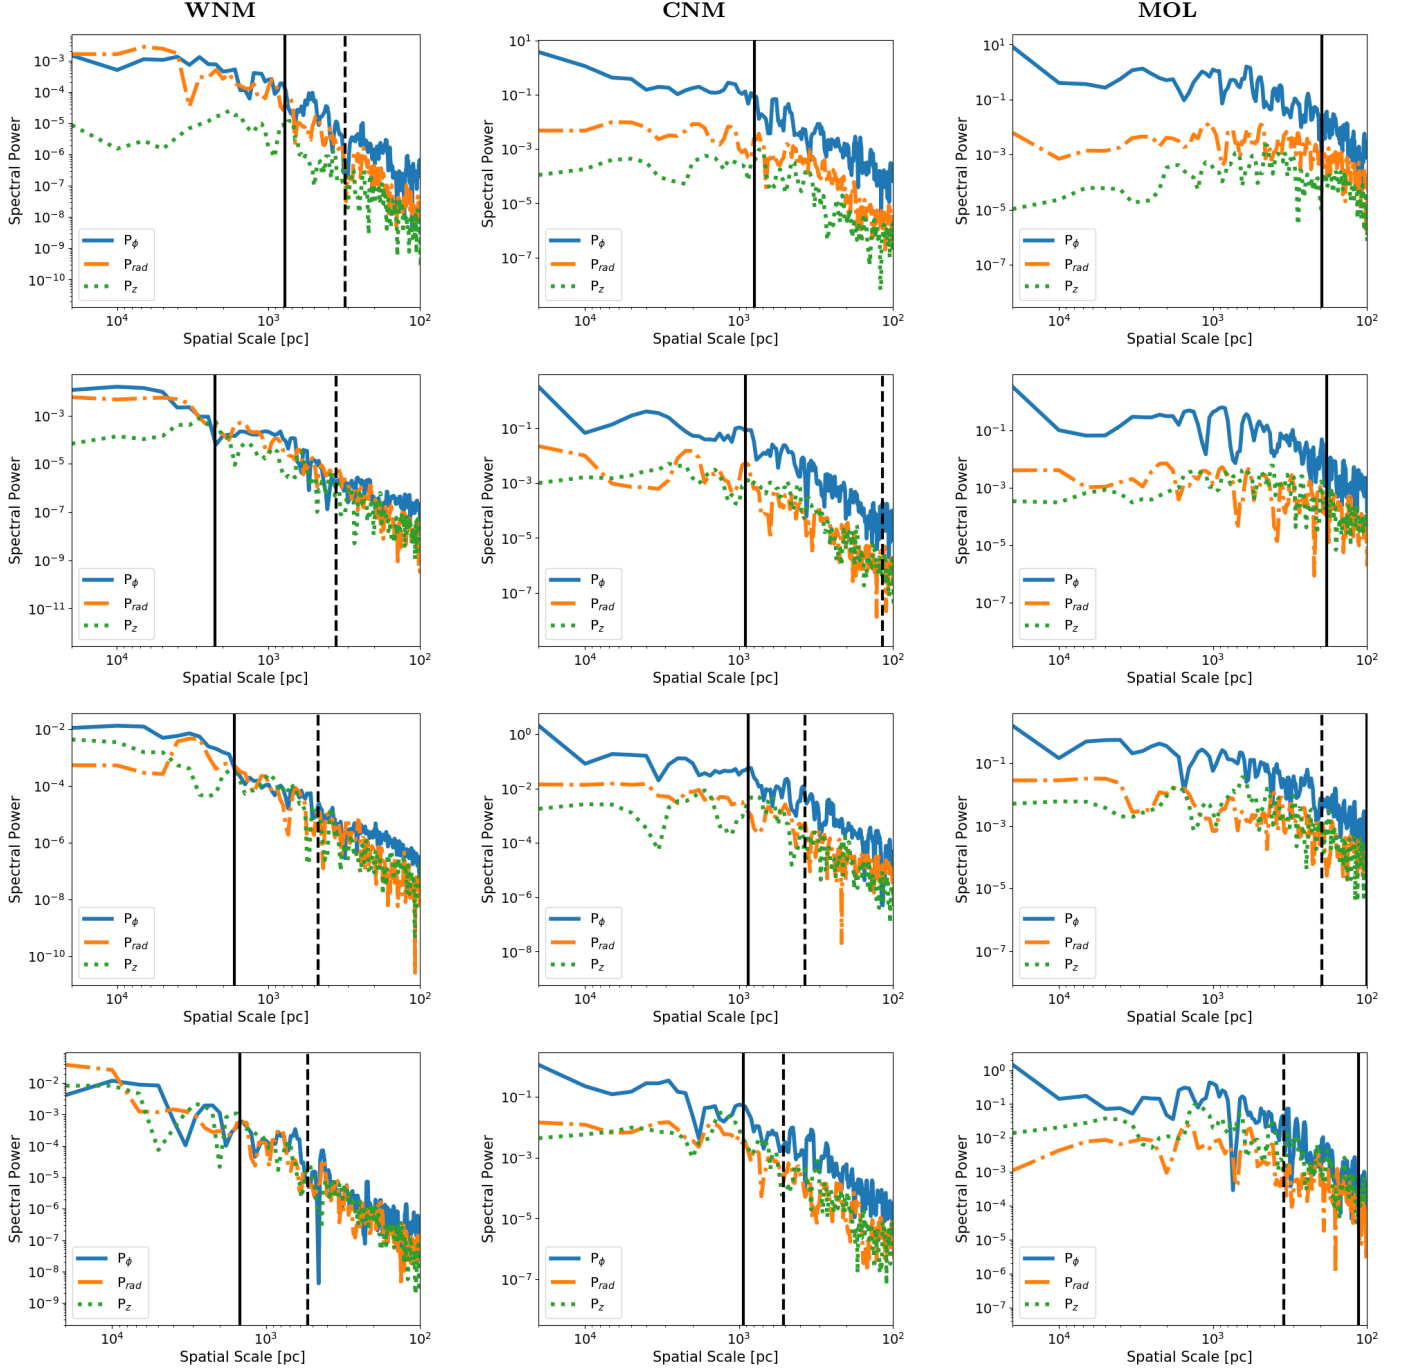 WNM CNM MOL
Spectral Power
10⁻³
10⁻⁴
10⁻⁵
10⁻⁶
10⁻⁷
10⁻⁸
10⁻⁹
10⁻¹⁰
P_ϕ
P_rad
P_z
10⁴ 10³ 10²
Spatial Scale [pc]
Spectral Power
10¹
10⁻¹
10⁻³
10⁻⁵
10⁻⁷
P_ϕ
P_rad
P_z
10⁴ 10³ 10²
Spatial Scale [pc]
Spectral Power
10¹
10⁻¹
10⁻³
10⁻⁵
10⁻⁷
P_ϕ
P_rad
P_z
10⁴ 10³ 10²
Spatial Scale [pc]
Spectral Power
10⁻³
10⁻⁵
10⁻⁷
10⁻⁹
10⁻¹¹
P_ϕ
P_rad
P_z
10⁴ 10³ 10²
Spatial Scale [pc]
Spectral Power
10⁻¹
10⁻³
10⁻⁵
10⁻⁷
P_ϕ
P_rad
P_z
10⁴ 10³ 10²
Spatial Scale [pc]
Spectral Power
10⁻¹
10⁻³
10⁻⁵
10⁻⁷
P_ϕ
P_rad
P_z
10⁴ 10³ 10²
Spatial Scale [pc]
Spectral Power
10⁻²
10⁻⁴
10⁻⁶
10⁻⁸
10⁻¹⁰
P_ϕ
P_rad
P_z
10⁴ 10³ 10²
Spatial Scale [pc]
Spectral Power
10⁰
10⁻²
10⁻⁴
10⁻⁶
10⁻⁸
P_ϕ
P_rad
P_z
10⁴ 10³ 10²
Spatial Scale [pc]
Spectral Power
10⁻¹
10⁻³
10⁻⁵
10⁻⁷
P_ϕ
P_rad
P_z
10⁴ 10³ 10²
Spatial Scale [pc]
Spectral Power
10⁻²
10⁻³
10⁻⁴
10⁻⁵
10⁻⁶
10⁻⁷
10⁻⁸
10⁻⁹
P_ϕ
P_rad
P_z
10⁴ 10³ 10²
Spatial Scale [pc]
Spectral Power
10⁻¹
10⁻³
10⁻⁵
10⁻⁷
P_ϕ
P_rad
P_z
10⁴ 10³ 10²
Spatial Scale [pc]
Spectral Power
10⁰
10⁻¹
10⁻²
10⁻³
10⁻⁴
10⁻⁵
10⁻⁶
10⁻⁷
P_ϕ
P_rad
P_z
10⁴ 10³ 10²
Spatial Scale [pc]